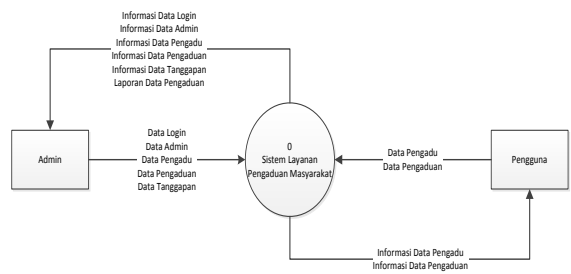 Informasi Data Login
Informasi Data Admin
Informasi Data Pengadu
Informasi Data Pengaduan
Informasi Data Tanggapan
Laporan Data Pengaduan
Admin
Data Login
Data Admin
Data Pengadu
Data Pengaduan
Data Tanggapan
0
Sistem Layanan
Pengaduan Masyarakat
Data Pengadu
Data Pengaduan
Pengguna
Informasi Data Pengadu
Informasi Data Pengaduan